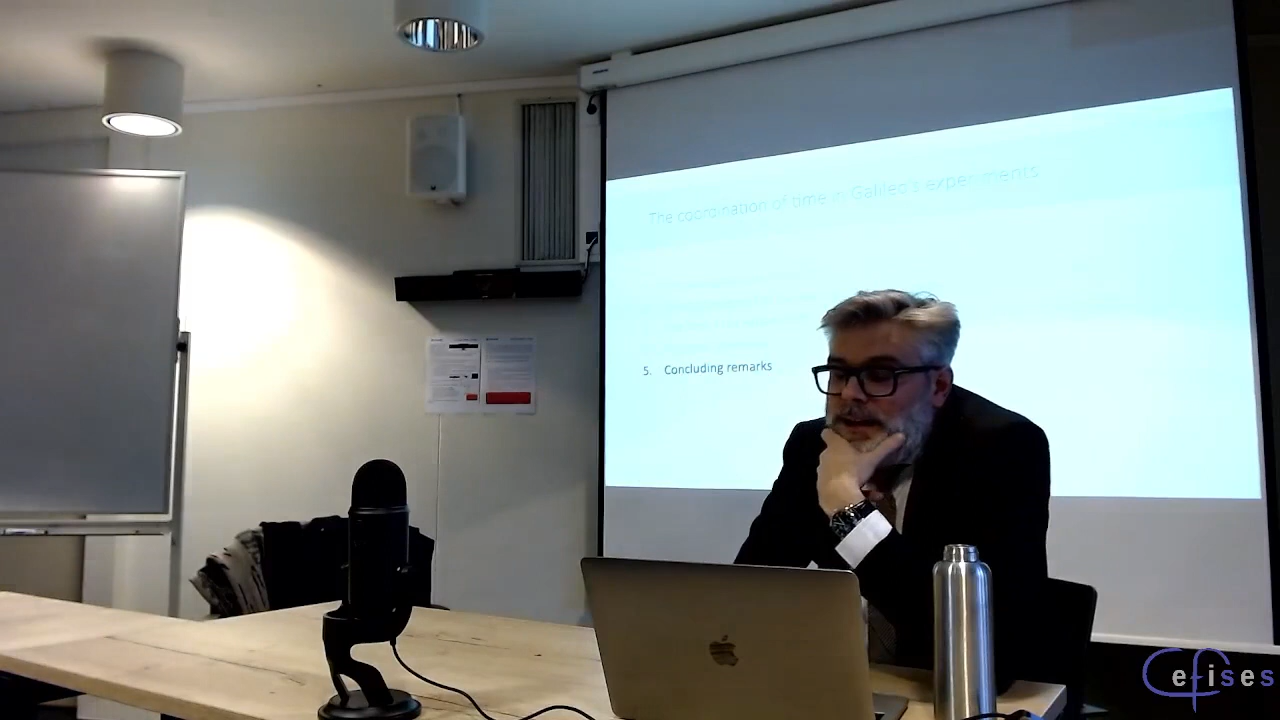 The coordination of time in Galileo's experiments
5. Concluding remarks
Cefises